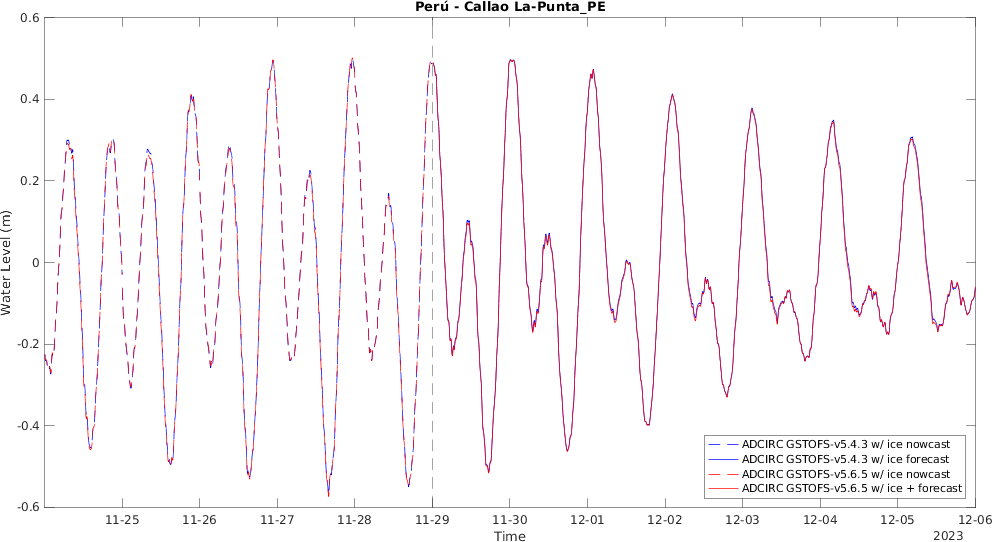 Perú - Callao La-Punta_PE
0.6
0.4
0.2
0
-0.2
-0.4
-0.6
Water Level (m)
ADCIRC GSTOFS-v5.4.3 w/ ice nowcast
ADCIRC GSTOFS-v5.4.3 w/ ice forecast
ADCIRC GSTOFS-v5.6.5 w/ ice nowcast
ADCIRC GSTOFS-v5.6.5 w/ ice + forecast
11-25 11-26 11-27 11-28 11-29 11-30 12-01 12-02 12-03 12-04 12-05 12-06
Time
2023